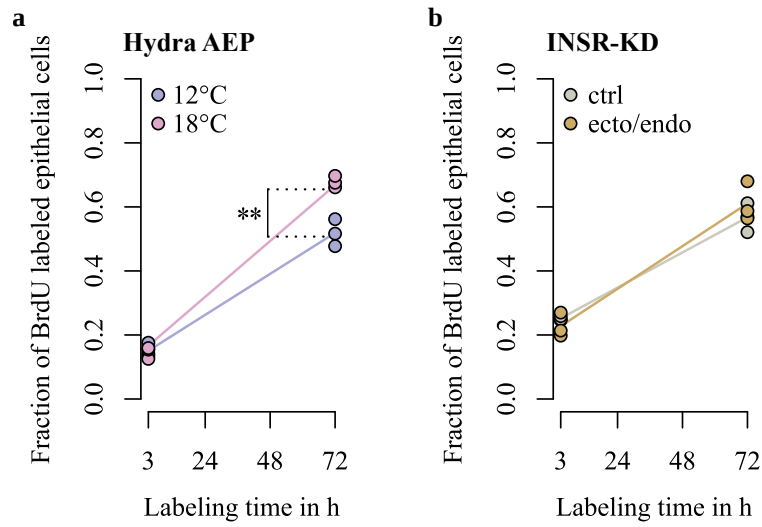 a
Hydra AEP
Fraction of BrdU labeled epithelial cells
1.0
0.8
0.6
0.4
0.2
0.0
12°C
18°C
**
3 24 48 72
Labeling time in h
b
INSR-KD
Fraction of BrdU labeled epithelial cells
1.0
0.8
0.6
0.4
0.2
0.0
ctrl
ecto/endo
3 24 48 72
Labeling time in h